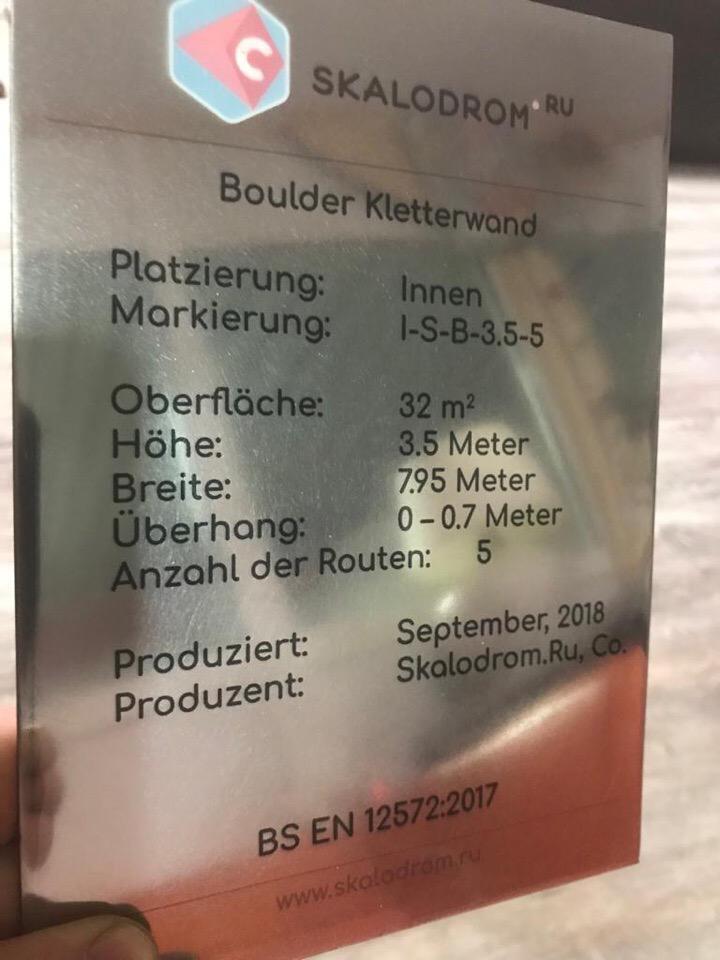 C
SKALODROM.RU
Boulder Kletterwand
Platzierung: Innen
Markierung: I-S-B-3.5-5
Oberfläche: 32 m²
Höhe: 3.5 Meter
Breite: 7.95 Meter
Überhang: 0 – 0.7 Meter
Anzahl der Routen: 5
Produziert: September, 2018
Produzent: Skalodrom.Ru, Co.
BS EN 12572:2017
www.skalodrom.ru